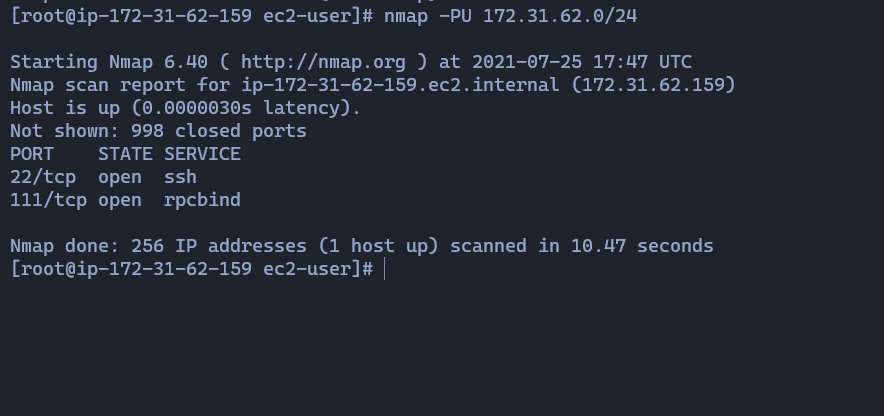 [root@ip-172-31-62-159 ec2-user]# nmap -PU 172.31.62.0/24
Starting Nmap 6.40 ( http://nmap.org ) at 2021-07-25 17:47 UTC
Nmap scan report for ip-172-31-62-159.ec2.internal (172.31.62.159)
Host is up (0.0000030s latency).
Not shown: 998 closed ports
PORT    STATE SERVICE
22/tcp  open  ssh
111/tcp open  rpcbind
Nmap done: 256 IP addresses (1 host up) scanned in 10.47 seconds
[root@ip-172-31-62-159 ec2-user]#